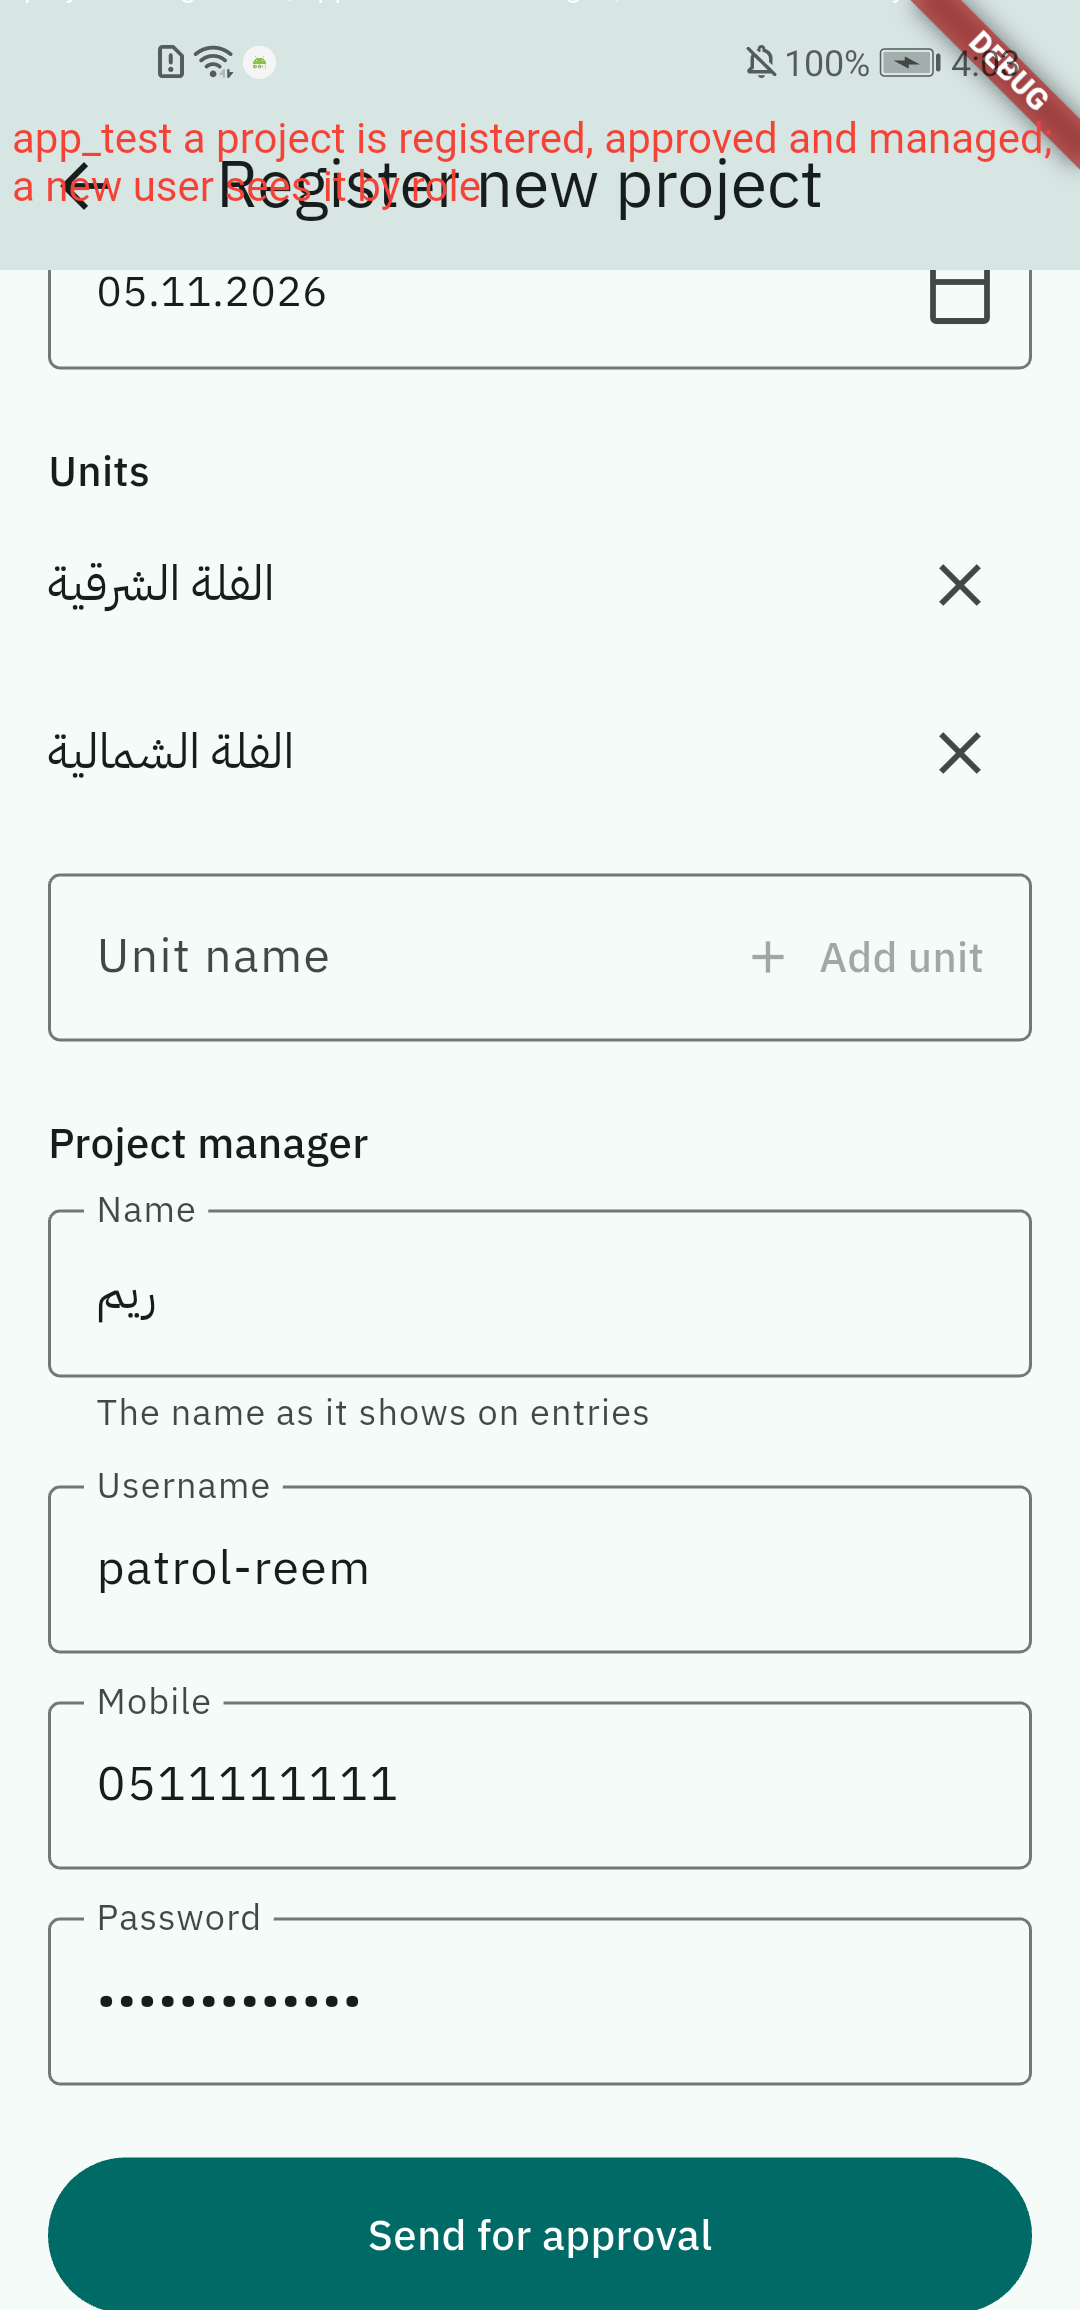 100%
DEBUG
app_test a project is registered, approved and managed;
a new user sees it by role
Register new project
05.11.2026
Units
الفلة الشرقية
الفلة الشمالية
Unit name
+ Add unit
Project manager
Name
ريم
The name as it shows on entries
Username
patrol-reem
Mobile
0511111111
Password
•••••••••••••
Send for approval